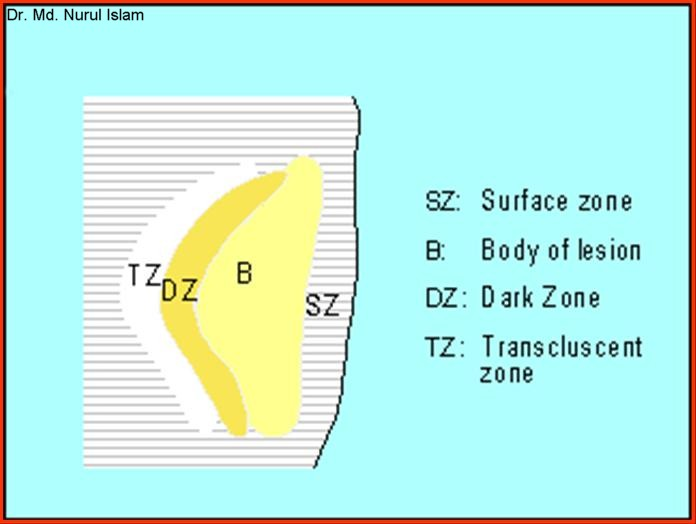 Dr. Md. Nurul Islam
TZ
DZ
B
SZ
SZ: Surface zone
B: Body of lesion
DZ: Dark Zone
TZ: Transcluscent
zone